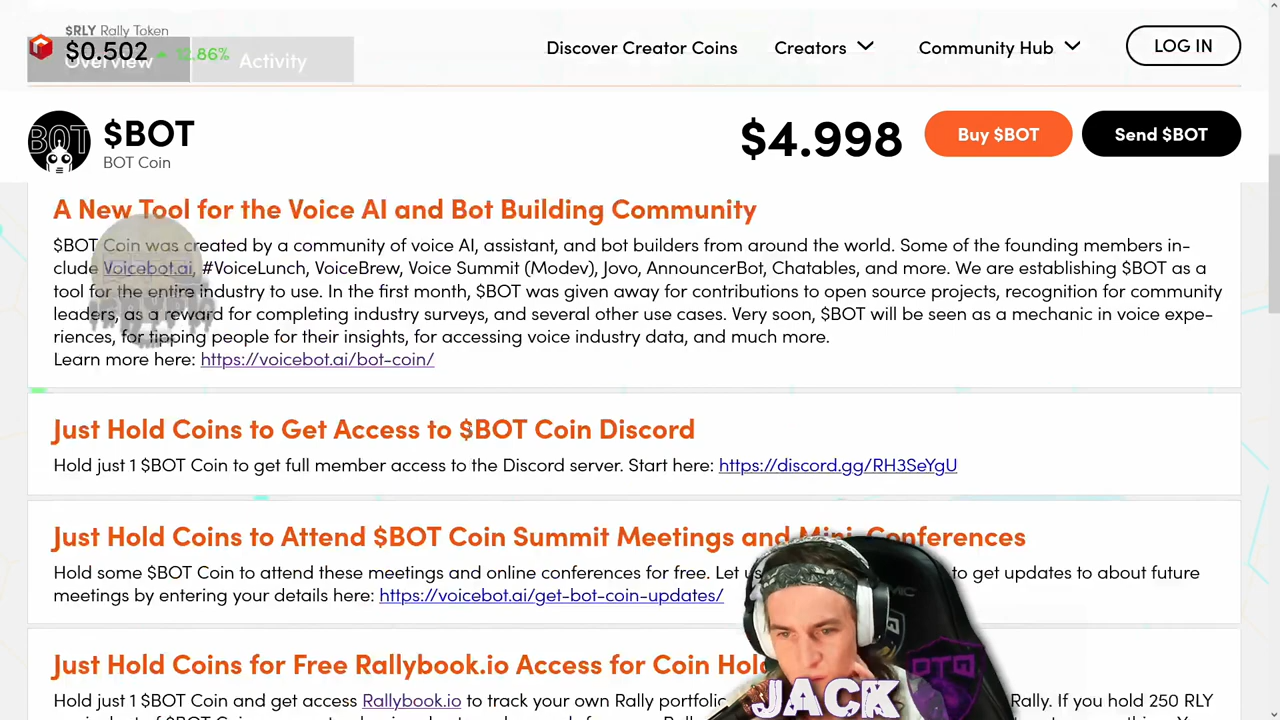 $RLY Rally Token
$0.502 12.86%
Overview
Activity
Discover Creator Coins
Creators
Community Hub
LOG IN
BOT
$BOT
BOT Coin
$4.998
Buy $BOT
Send $BOT
A New Tool for the Voice AI and Bot Building Community
$BOT Coin was created by a community of voice AI, assistant, and bot builders from around the world. Some of the founding members in-
clude Voicebot.ai, #VoiceLunch, VoiceBrew, Voice Summit (Modev), Jovo, AnnouncerBot, Chatables, and more. We are establishing $BOT as a
tool for the entire industry to use. In the first month, $BOT was given away for contributions to open source projects, recognition for community
leaders, as a reward for completing industry surveys, and several other use cases. Very soon, $BOT will be seen as a mechanic in voice expe-
riences, for tipping people for their insights, for accessing voice industry data, and much more.
Learn more here: https://voicebot.ai/bot-coin/
Just Hold Coins to Get Access to $BOT Coin Discord
Hold just 1 $BOT Coin to get full member access to the Discord server. Start here: https://discord.gg/RH3SeYgU
Just Hold Coins to Attend $BOT Coin Summit Meetings and Mini-Conferences
Hold some $BOT Coin to attend these meetings and online conferences for free. Let to get updates to about future
meetings by entering your details here: https://voicebot.ai/get-bot-coin-updates/
Just Hold Coins for Free Rallybook.io Access for Coin
Hold just 1 $BOT Coin and get access Rallybook.io to track your own Rally portfolio Rally. If you hold 250 RLY
JACK